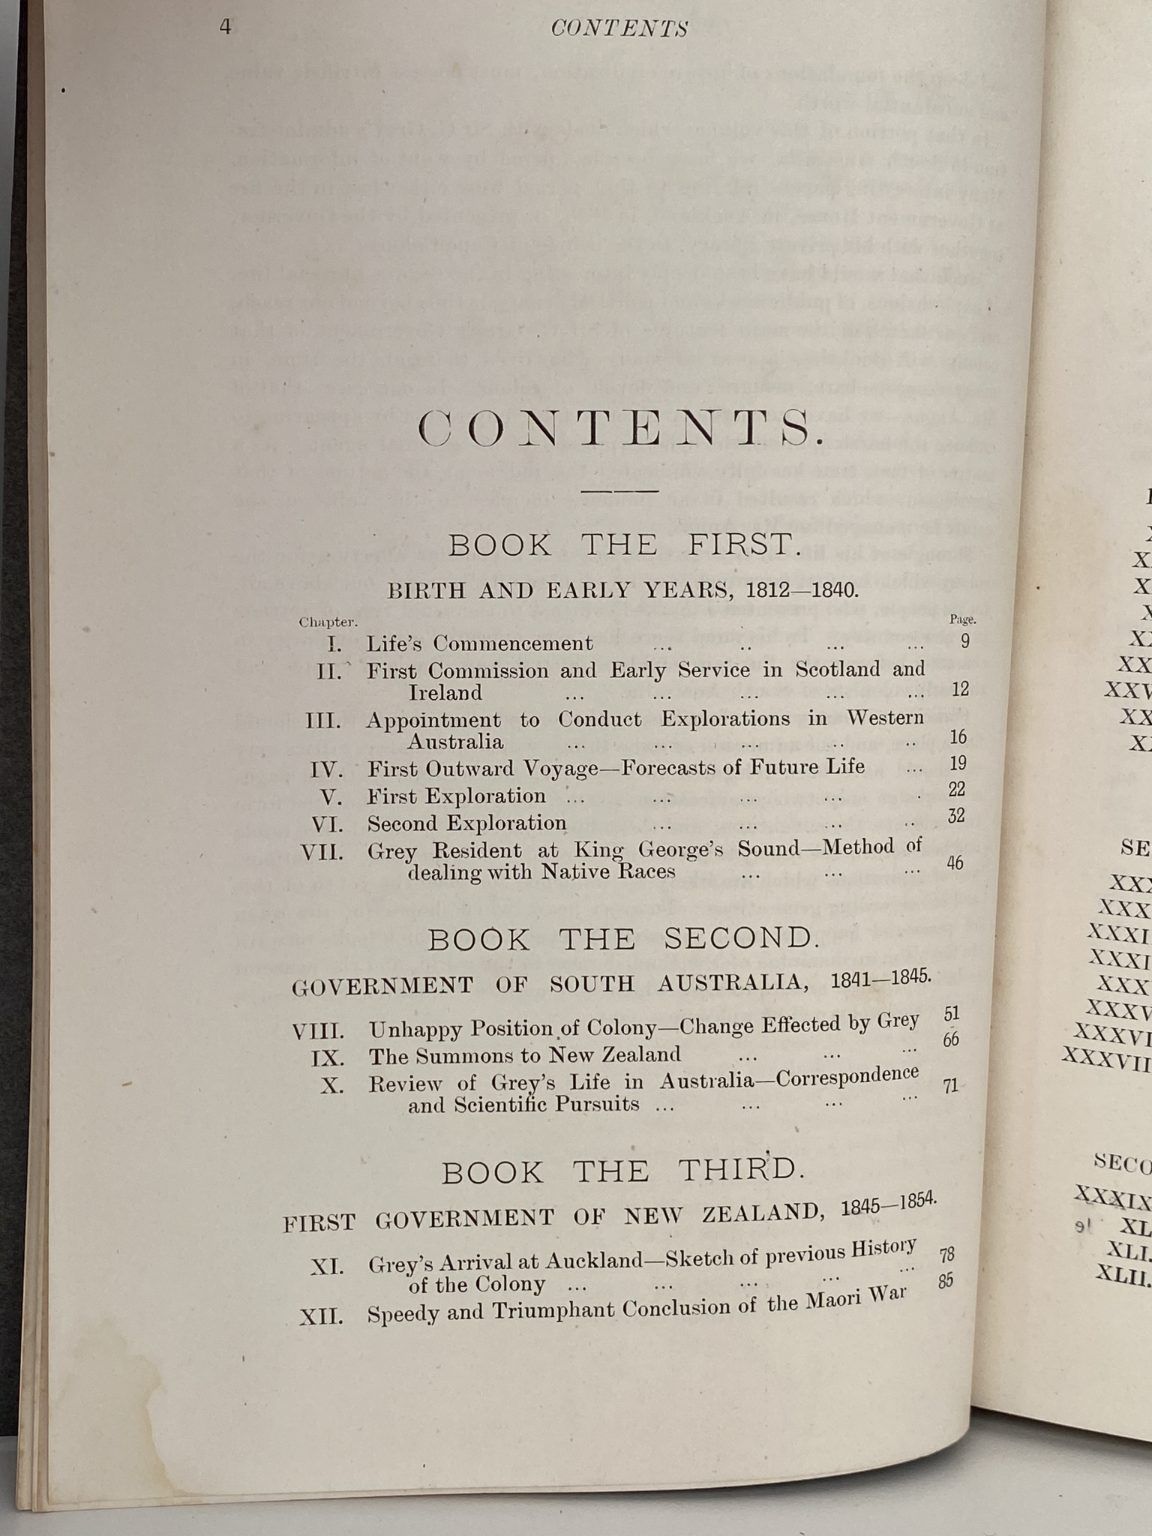 4 CONTENTS
CONTENTS.
BOOK THE FIRST.
BIRTH AND EARLY YEARS, 1812—1840.
Chapter. Page.
I. Life's Commencement ... .. ... ... 9
II. First Commission and Early Service in Scotland and
Ireland ... ... ... ... ... 12
III. Appointment to Conduct Explorations in Western
Australia ... ... ... .. .. 16
IV. First Outward Voyage—Forecasts of Future Life ... 19
V. First Exploration ... ... ... ... . 22
VI. Second Exploration ... ... ... .. 32
VII. Grey Resident at King George's Sound—Method of
dealing with Native Races ... ... ... 46
BOOK THE SECOND.
GOVERNMENT OF SOUTH AUSTRALIA, 1841—1845.
VIII. Unhappy Position of Colony—Change Effected by Grey 51
IX. The Summons to New Zealand ... ... ... 66
X. Review of Grey's Life in Australia—Correspondence
and Scientific Pursuits ... ... ... ... 71
BOOK THE THIRD.
FIRST GOVERNMENT OF NEW ZEALAND, 1845—1854.
XI. Grey's Arrival at Auckland—Sketch of previous History
of the Colony ... ... ... ... ... 78
XII. Speedy and Triumphant Conclusion of the Maori War 85
SE
XXXIX
XL
XLI.
XLII.